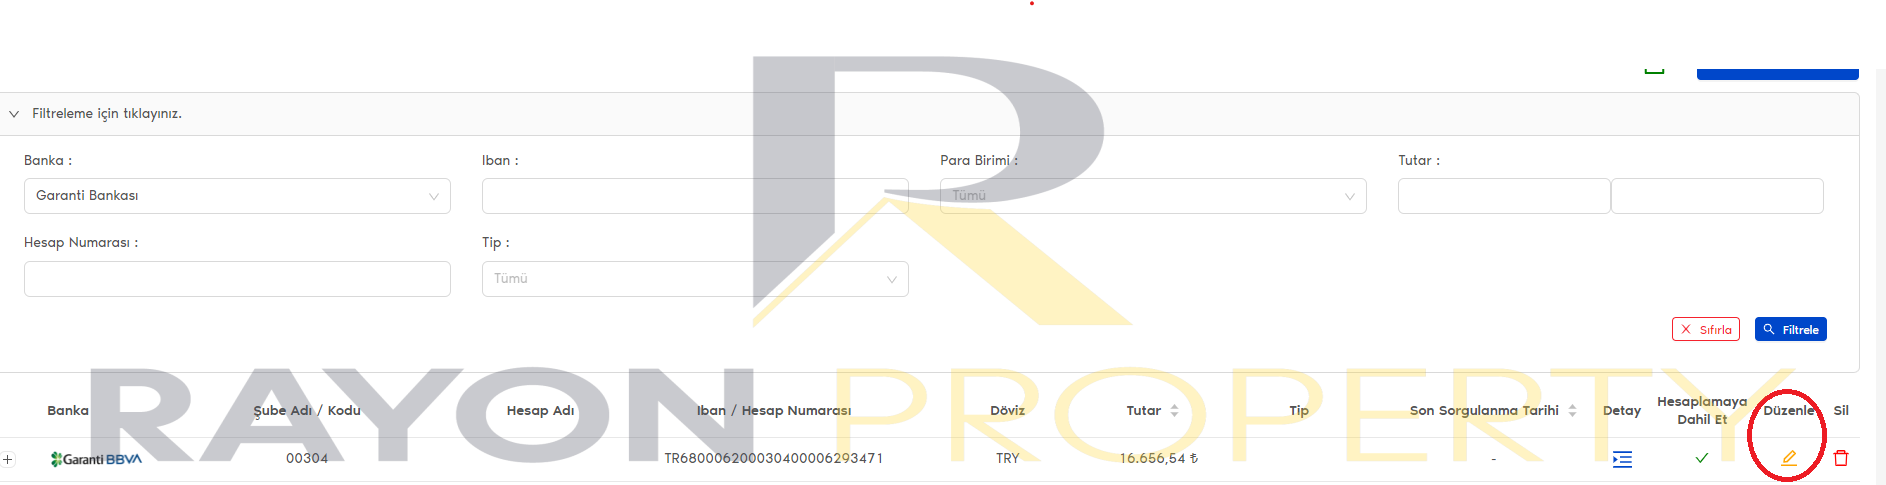 Filtreleme için tıklayınız.
Banka :
Iban :
Para Birimi :
Tutar :
Garanti Bankası
Tümü
Hesap Numarası :
Tip :
Tümü
Sıfırla
Filtrele
RAYON PROPERTY
Banka
Şube Adı / Kodu
Hesap Adı
Iban / Hesap Numarası
Döviz
Tutar
Tip
Son Sorgulanma Tarihi
Detay
Hesaplamaya
Dahil Et
Düzenle
Sil
Garanti BBVA
00304
TR680006200030400006293471
TRY
16.656,54 ₺
-